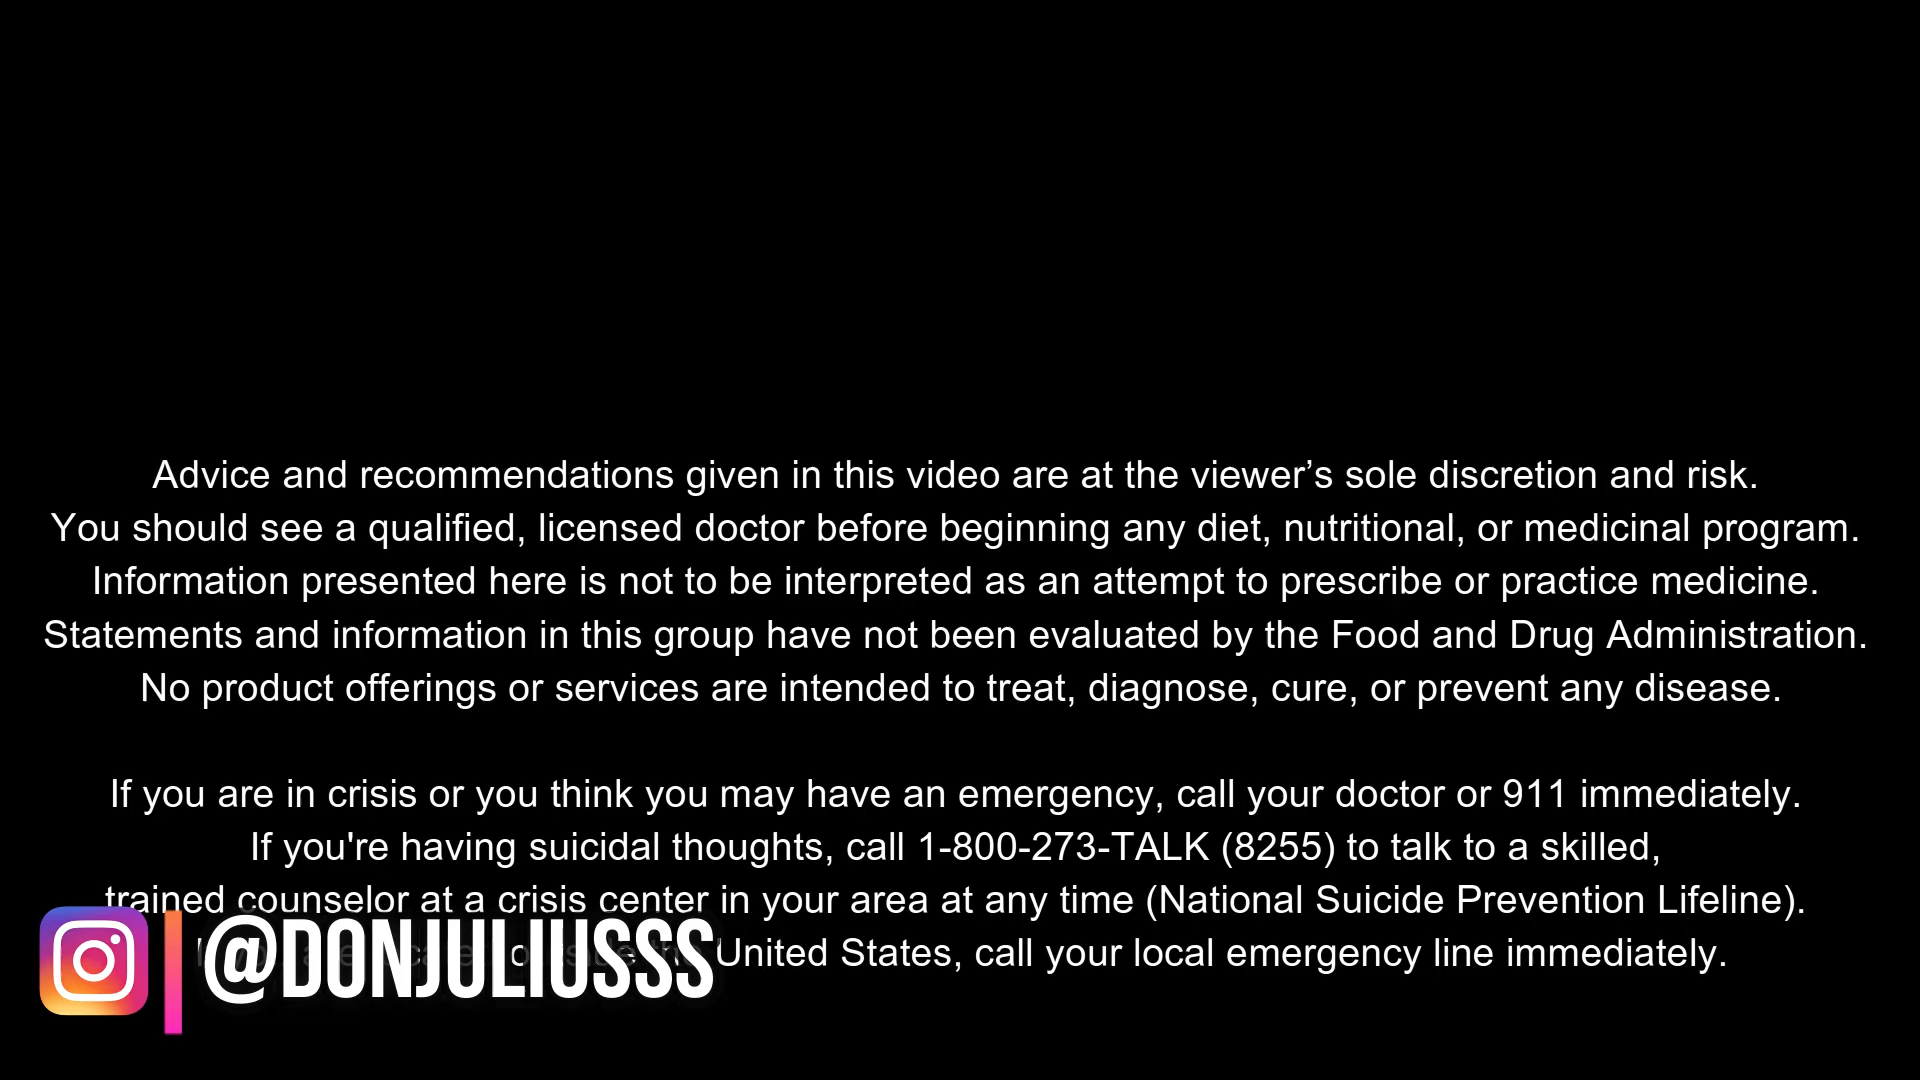 Advice and recommendations given in this video are at the viewer’s sole discretion and risk.
You should see a qualified, licensed doctor before beginning any diet, nutritional, or medicinal program.
Information presented here is not to be interpreted as an attempt to prescribe or practice medicine.
Statements and information in this group have not been evaluated by the Food and Drug Administration.
No product offerings or services are intended to treat, diagnose, cure, or prevent any disease.
If you are in crisis or you think you may have an emergency, call your doctor or 911 immediately.
If you're having suicidal thoughts, call 1-800-273-TALK (8255) to talk to a skilled,
trained counselor at a crisis center in your area at any time (National Suicide Prevention Lifeline).
United States, call your local emergency line immediately.
@DONJULIUSSS